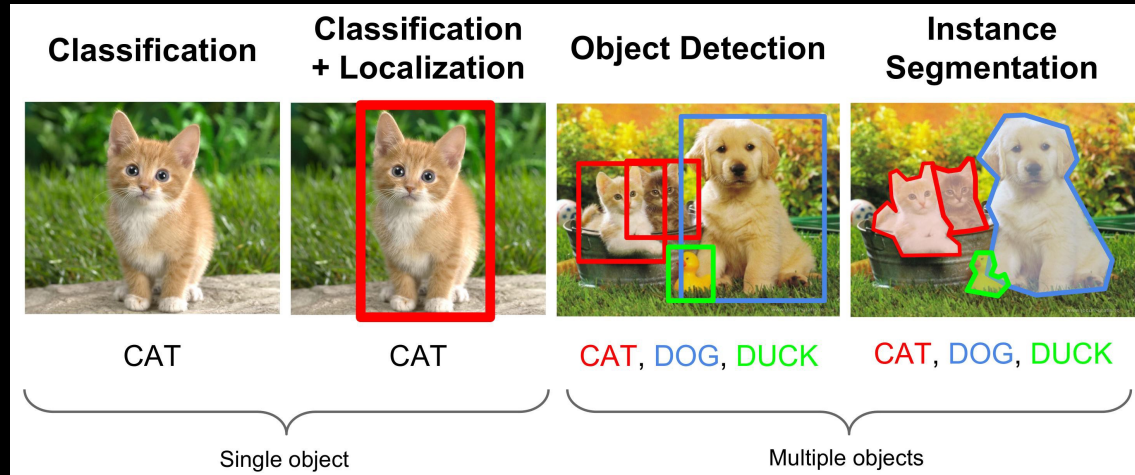 Classification
Classification
+ Localization
Object Detection
Instance
Segmentation
CAT
CAT
CAT, DOG, DUCK
CAT, DOG, DUCK
Single object
Multiple objects